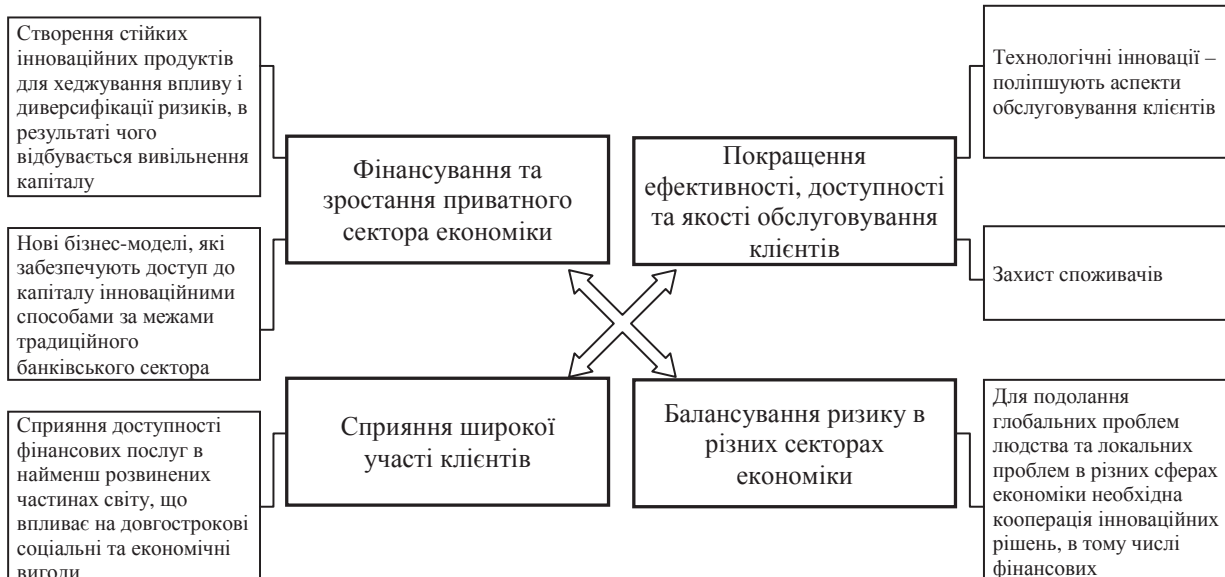 Створення стійких
інноваційних продуктів
для хеджування впливу і
диверсифікації ризиків, в
результаті чого
відбувається вивільнення
капіталу
Нові бізнес-моделі, які
забезпечують доступ до
капіталу інноваційними
способами за межами
традиційного
банківського сектора
Фінансування та
зростання приватного
сектора економіки
Покращення
ефективності, доступності
та якості обслуговування
клієнтів
Технологічні інновації –
поліпшують аспекти
обслуговування клієнтів
Захист споживачів
Сприяння доступності
фінансових послуг в
найменш розвинених
частинах світу, що
впливає на довгострокові
соціальні та економічні
вигоди
Сприяння широкої
участі клієнтів
Балансування ризику в
різних секторах
економіки
Для подолання
глобальних проблем
людства та локальних
проблем в різних сферах
економіки необхідна
кооперація інноваційних
рішень, в тому числі
фінансових